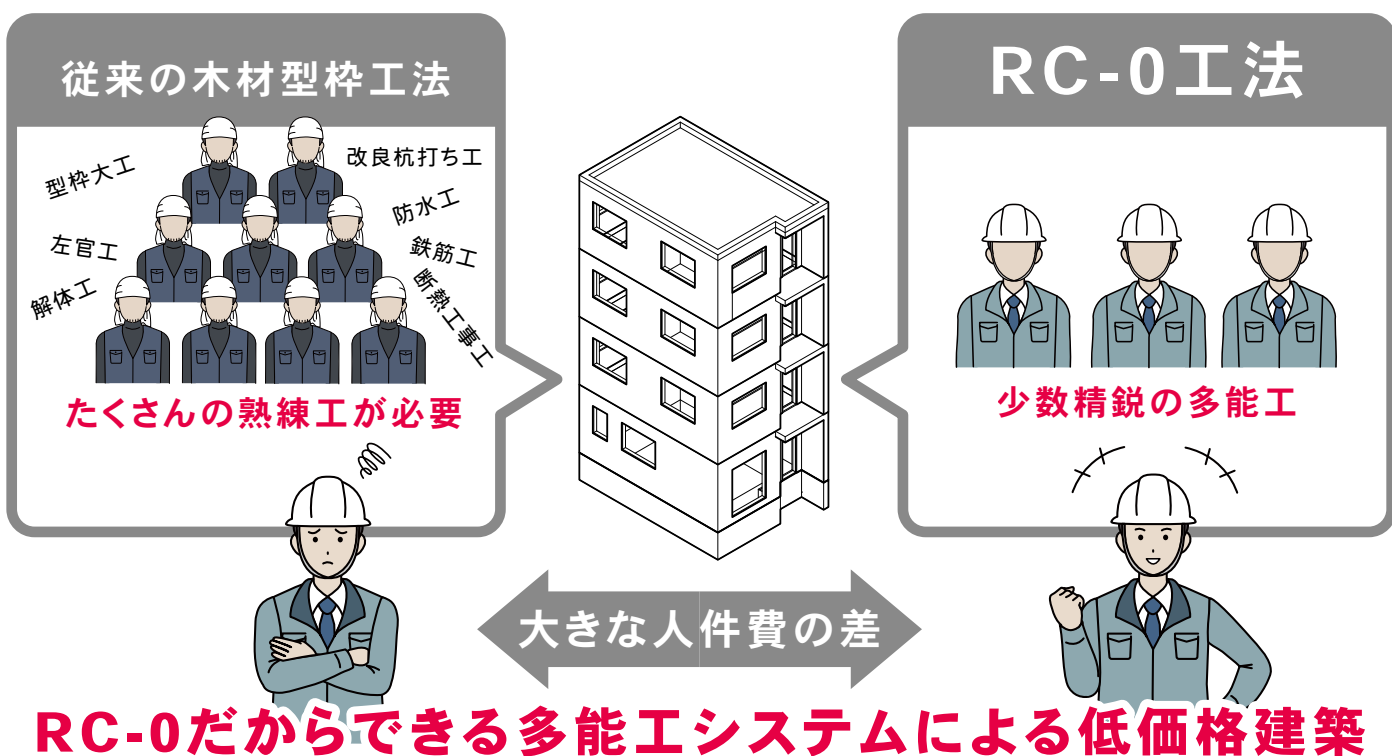 従来の木材型枠工法
型枠大工
改良杭打ち工
防水工
左官工
鉄筋工
解体工
断熱工事工
たくさんの熟練工が必要
RC-0工法
少数精鋭の多能工
大きな人件費の差
RC-0だからできる多能工システムによる低価格建築